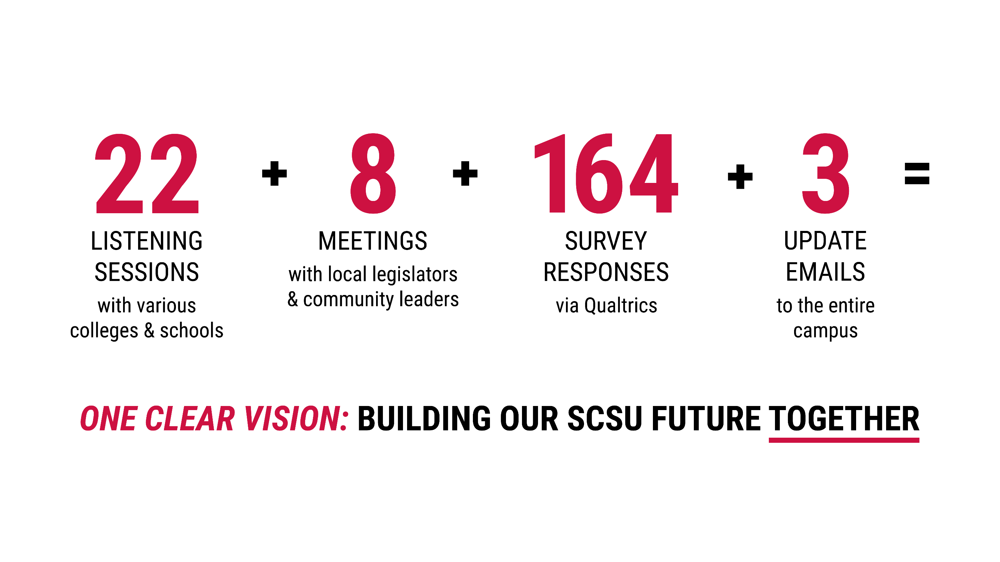 22 + 8 + 164 + 3 =
LISTENING
SESSIONS
with various
colleges & schools
MEETINGS
with local legislators
& community leaders
SURVEY
RESPONSES
via Qualtrics
UPDATE
EMAILS
to the entire
campus
ONE CLEAR VISION: BUILDING OUR SCSU FUTURE TOGETHER